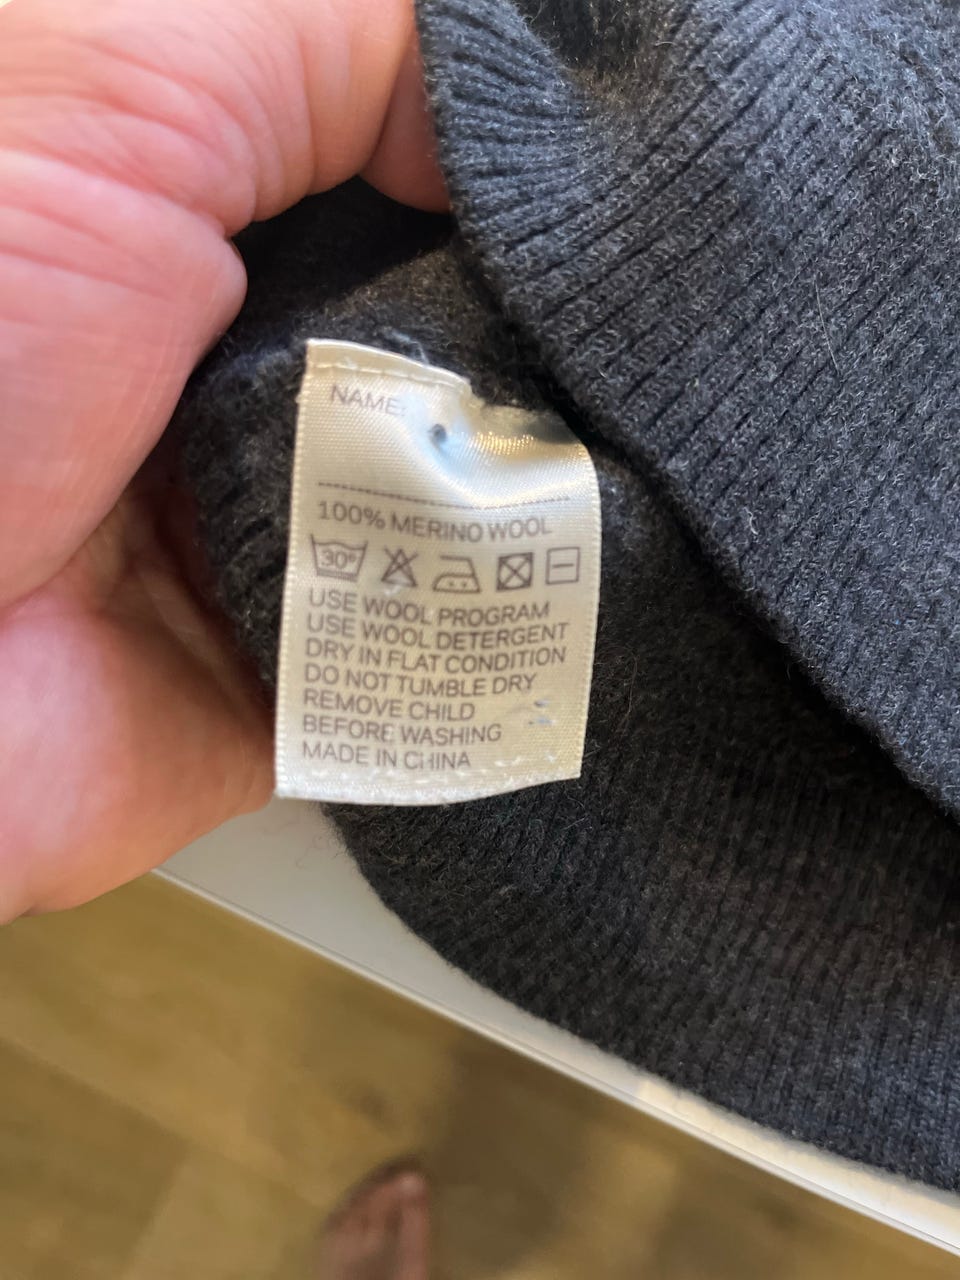 NAME:
100% MERINO WOOL
30°
USE WOOL PROGRAM
USE WOOL DETERGENT
DRY IN FLAT CONDITION
DO NOT TUMBLE DRY
REMOVE CHILD
BEFORE WASHING
MADE IN CHINA